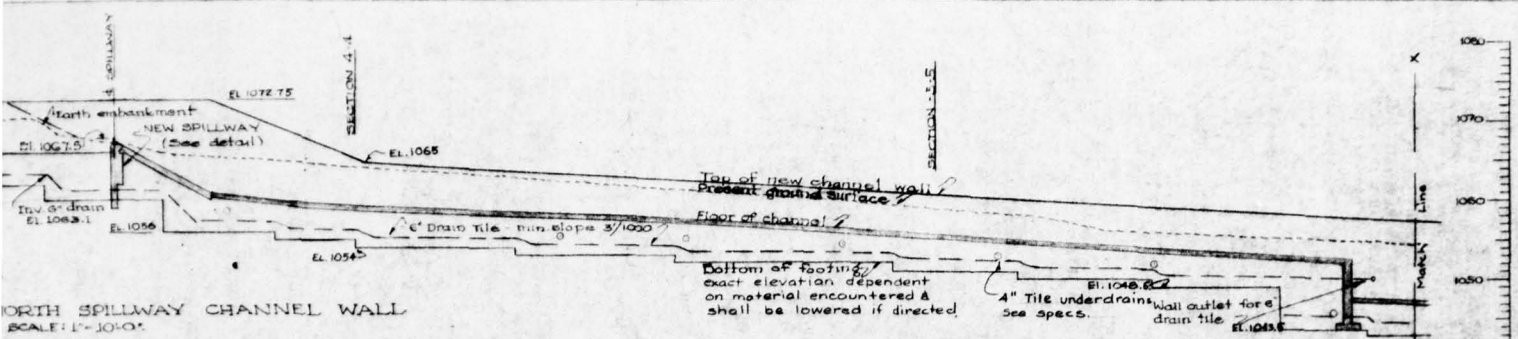 SPILLWAY
SECTION 4-4
SECTION - 5-5
X
1080
1070
1060
1050
EL. 1072.75
Earth embankment
NEW SPILLWAY
(See detail)
El. 1067.5
EL. 1065
Top of new channel wall
Present ground surface
Floor of channel
Inv. 6" drain
El. 1063.1
EL. 1056
6" Drain Tile - min. slope 3/1000
EL. 1054
Bottom of footing
exact elevation dependent
on material encountered &
shall be lowered if directed.
4" Tile underdrains
See specs.
El. 1048.
Wall outlet for 6"
drain tile
El. 1043.5
Match Line
NORTH SPILLWAY CHANNEL WALL
SCALE: 1"=10'-0"